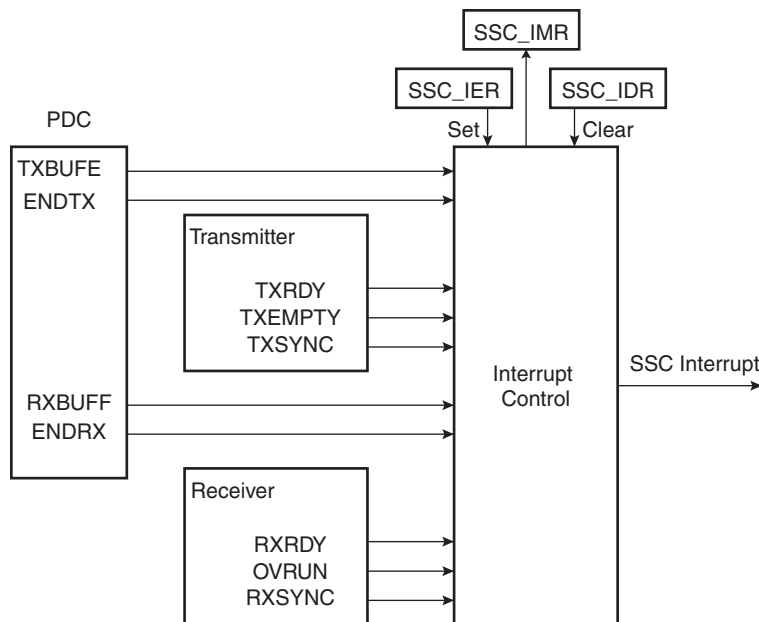 SSC_IMR
SSC_IER
SSC_IDR
Set
Clear
PDC
TXBUFE
ENDTX
Transmitter
TXRDY
TXEMPTY
TXSYNC
RXBUFF
ENDRX
Receiver
RXRDY
OVRUN
RXSYNC
Interrupt
Control
SSC Interrupt